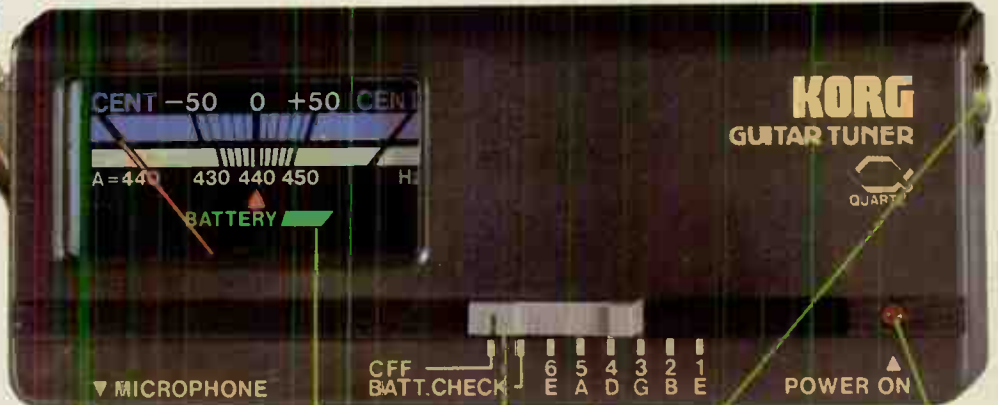 CENT -50 0 +50 CENT
A=440 430 440 450 Hz
BATTERY
KORG
GUITAR TUNER
QUARTZ
OFF
BATT.CHECK
6 5 4 3 2 1
E A D G B E
▼ MICROPHONE
▲
POWER ON